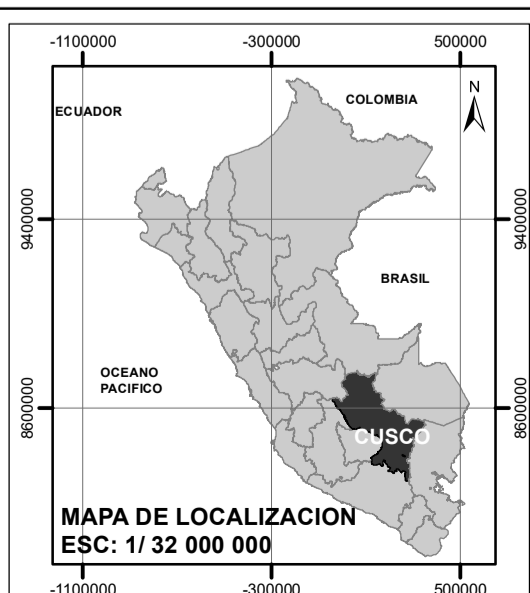 -1100000 -300000 500000
ECUADOR
COLOMBIA
N
9400000 9400000
BRASIL
OCEANO
PACIFICO
8600000 8600000
CUSCO
MAPA DE LOCALIZACION
ESC: 1/ 32 000 000
-1100000 -300000 500000